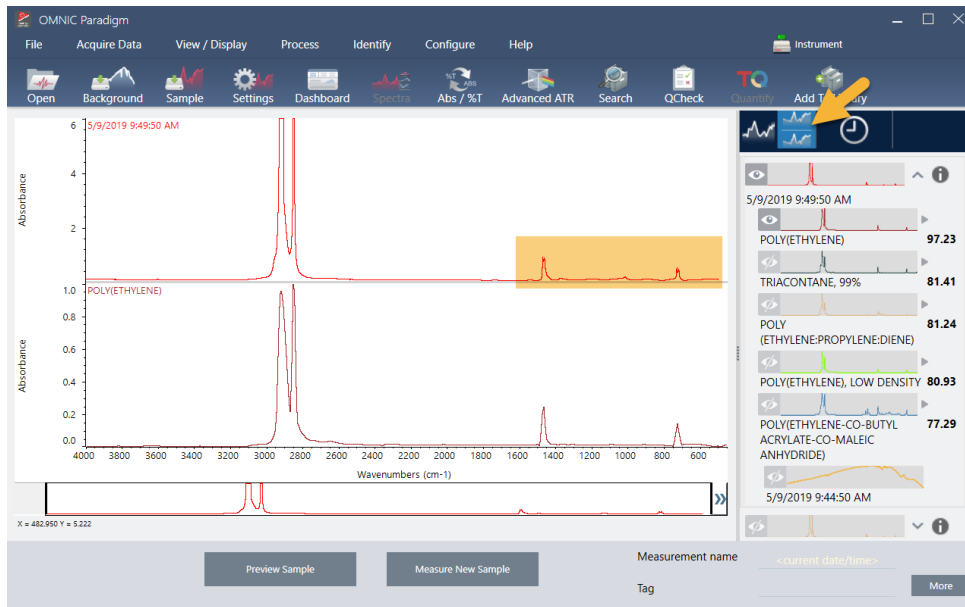 OMNIC Paradigm
File Acquire Data View / Display Process Identify Configure Help Instrument
%T ABS TQ
Open Background Sample Settings Dashboard Spectra Abs / %T Advanced ATR Search QCheck Quantify
6 5/9/2019 9:49:50 AM
4
2
Absorbance
1.0 POLY(ETHYLENE)
0.8
0.6
0.4
0.2
0.0
Absorbance
4000 3800 3600 3400 3200 3000 2800 2600 2400 2200 2000 1800 1600 1400 1200 1000 800 600
Wavenumbers (cm-1)
X = 482.950 Y = 5.222
5/9/2019 9:49:50 AM
POLY(ETHYLENE) 97.23
TRIACONTANE, 99% 81.41
POLY 81.24
(ETHYLENE:PROPYLENE:DIENE)
POLY(ETHYLENE), LOW DENSITY 80.93
POLY(ETHYLENE-CO-BUTYL 77.29
ACRYLATE-CO-MALEIC
ANHYDRIDE)
5/9/2019 9:44:50 AM
Preview Sample Measure New Sample
Measurement name <current date/time>
Tag
More